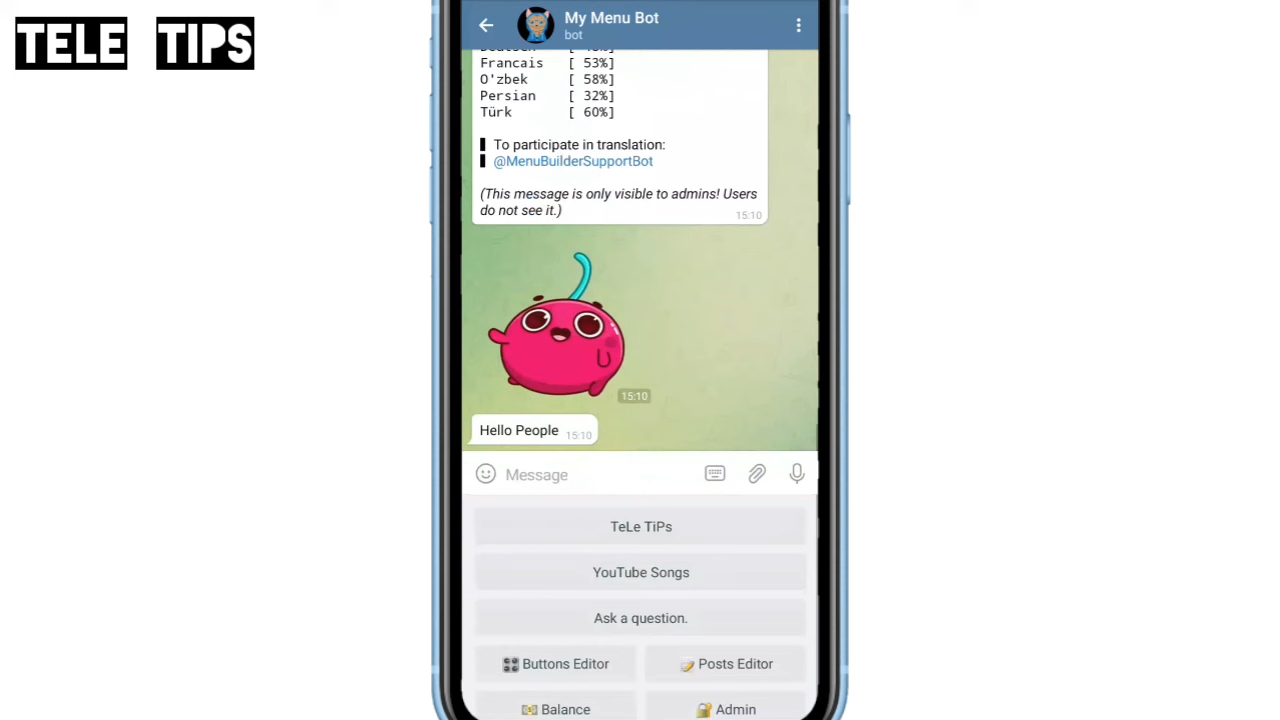 TELE TIPS
My Menu Bot
bot
Francais [ 53%]
O'zbek [ 58%]
Persian [ 32%]
Türk [ 60%]
To participate in translation:
@MenuBuilderSupportBot
(This message is only visible to admins! Users
do not see it.)
15:10
15:10
Hello People 15:10
Message
TeLe TiPs
YouTube Songs
Ask a question.
Buttons Editor Posts Editor
Balance Admin